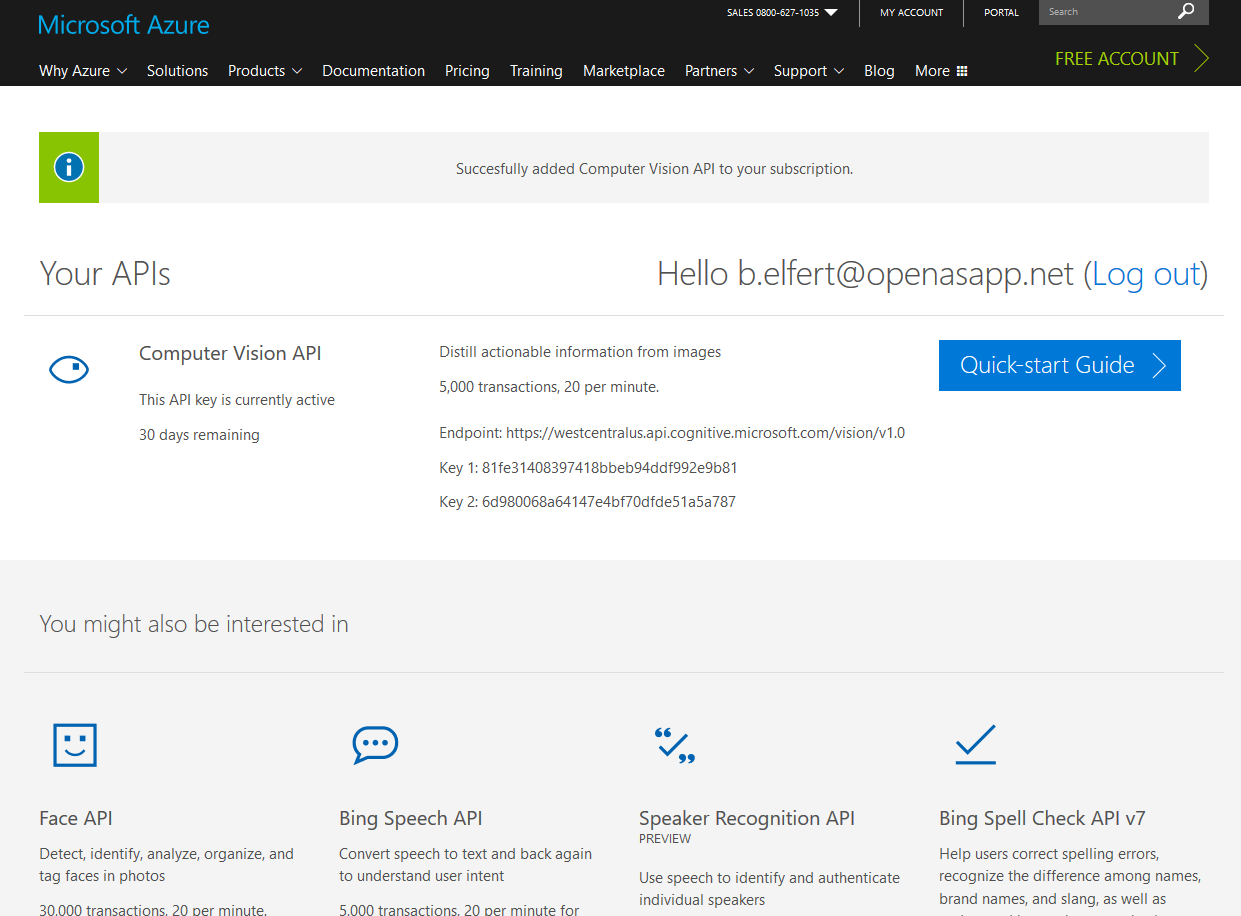 Microsoft Azure
SALES 0800-627-1035
MY ACCOUNT
PORTAL
Search
Why Azure
Solutions
Products
Documentation
Pricing
Training
Marketplace
Partners
Support
Blog
More
FREE ACCOUNT
Succesfully added Computer Vision API to your subscription.
Your APIs
Hello b.elfert@openasapp.net (Log out)
Computer Vision API
This API key is currently active
30 days remaining
Distill actionable information from images
5,000 transactions, 20 per minute.
Endpoint: https://westcentralus.api.cognitive.microsoft.com/vision/v1.0
Key 1: 81fe31408397418bbeb94ddf992e9b81
Key 2: 6d980068a64147e4bf70dfde51a5a787
Quick-start Guide
You might also be interested in
Face API
Detect, identify, analyze, organize, and
tag faces in photos
30,000 transactions, 20 per minute.
Bing Speech API
Convert speech to text and back again
to understand user intent
5,000 transactions, 20 per minute for
Speaker Recognition API
PREVIEW
Use speech to identify and authenticate
individual speakers
Bing Spell Check API v7
Help users correct spelling errors,
recognize the difference among names,
brand names, and slang, as well as